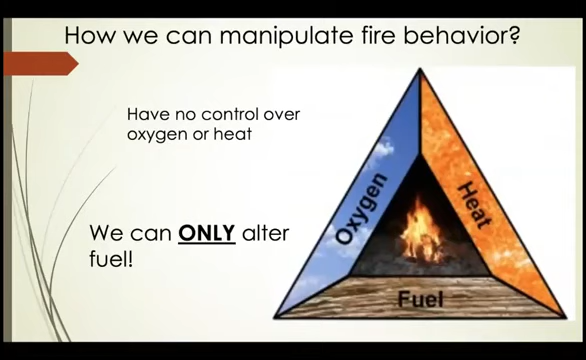 How we can manipulate fire behavior?
Have no control over
oxygen or heat
We can ONLY alter
fuel!
Oxygen
Heat
Fuel